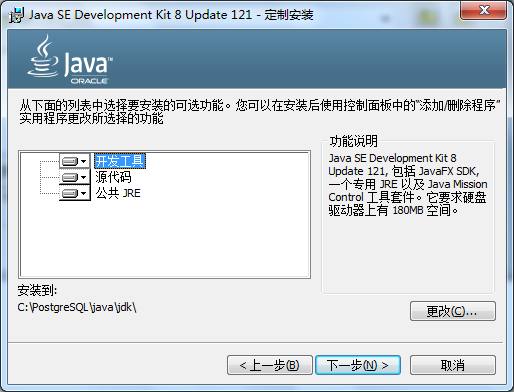 Java SE Development Kit 8 Update 121 - 定制安装
Java™
ORACLE
从下面的列表中选择要安装的可选功能。您可以在安装后使用控制面板中的“添加/删除程序”
实用程序更改所选择的功能
开发工具
源代码
公共 JRE
功能说明
Java SE Development Kit 8
Update 121, 包括 JavaFX SDK,
一个专用 JRE 以及 Java Mission
Control 工具套件。它要求硬盘
驱动器上有 180MB 空间。
安装到:
C:\PostgreSQL\java\jdk\
更改(C)...
< 上一步(B)
下一步(N) >
取消